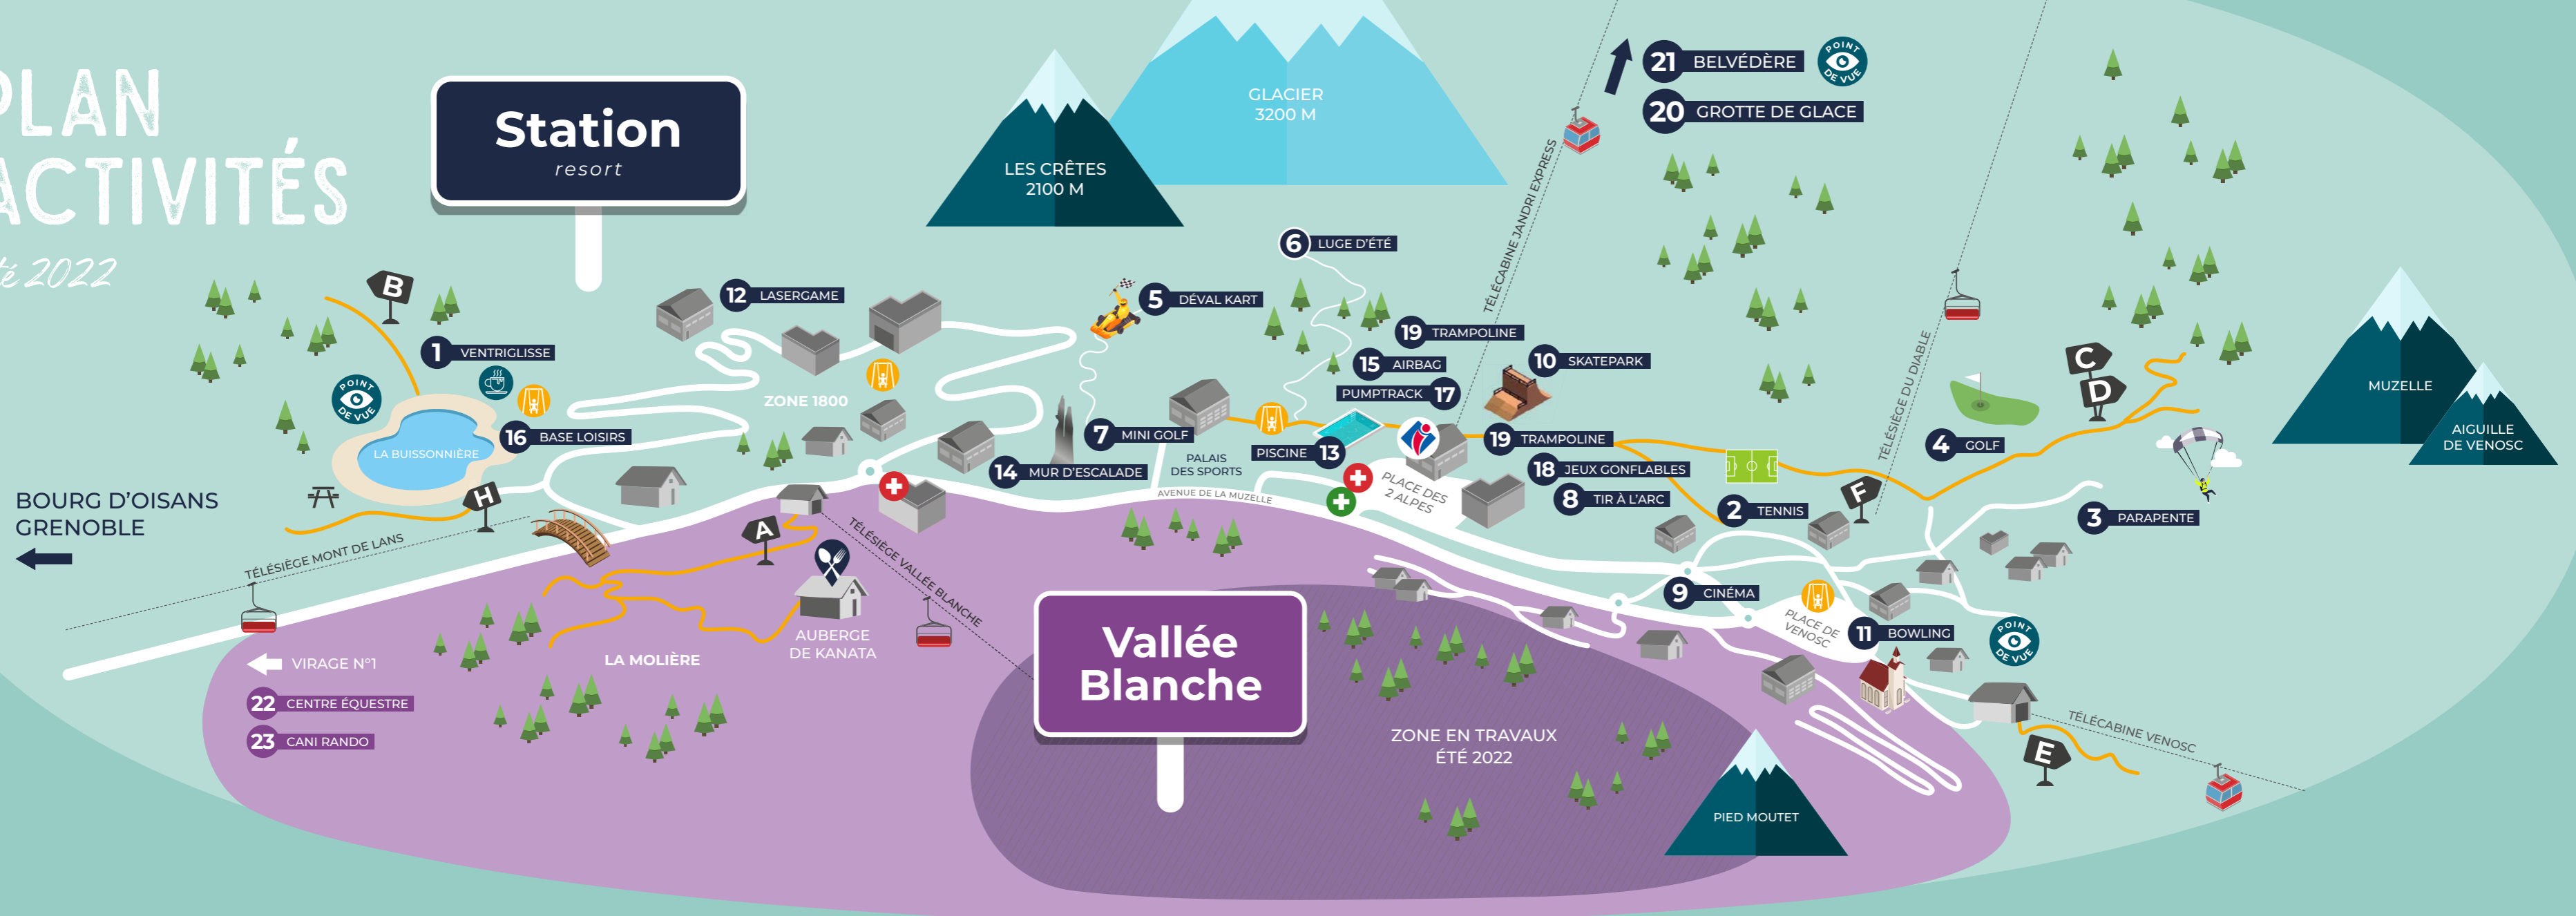 PLAN
ACTIVITÉS
té 2022
Station
resort
GLACIER
3200 M
LES CRÊTES
2100 M
21 BELVÉDÈRE
POINT
DE VUE
20 GROTTE DE GLACE
TÉLÉCABINE JANDRI EXPRESS
6 LUGE D'ÉTÉ
B
12 LASERGAME
5 DÉVAL KART
19 TRAMPOLINE
1 VENTRIGLISSE
15 AIRBAG
10 SKATEPARK
PUMPTRACK 17
POINT
DE VUE
ZONE 1800
TÉLÉSIÈGE DU DIABLE
C
D
MUZELLE
AIGUILLE
DE VENOSC
16 BASE LOISIRS
LA BUISSONNIÈRE
7 MINI GOLF
14 MUR D'ESCALADE
PALAIS
DES SPORTS
PISCINE 13
19 TRAMPOLINE
18 JEUX GONFLABLES
8 TIR À L'ARC
4 GOLF
BOURG D'OISANS
GRENOBLE
H
AVENUE DE LA MUZELLE
PLACE DES
2 ALPES
F
2 TENNIS
3 PARAPENTE
TÉLÉSIÈGE MONT DE LANS
A
TÉLÉSIÈGE VALLÉE BLANCHE
9 CINÉMA
PLACE DE
VENOSC
11 BOWLING
POINT
DE VUE
AUBERGE
DE KANATA
LA MOLIÈRE
VIRAGE N°1
22 CENTRE ÉQUESTRE
23 CANI RANDO
Vallée
Blanche
ZONE EN TRAVAUX
ÉTÉ 2022
TÉLÉCABINE VENOSC
E
PIED MOUTET